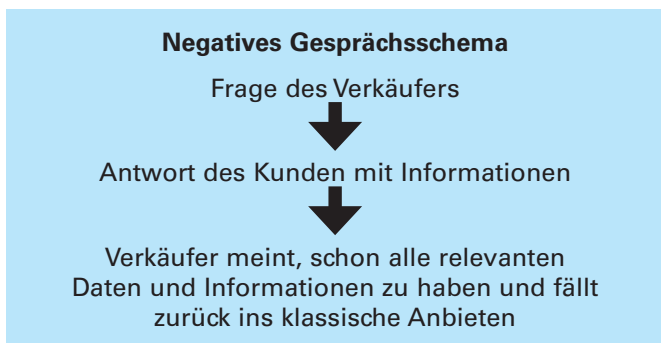 Negatives Gesprächsschema
Frage des Verkäufers
Antwort des Kunden mit Informationen
Verkäufer meint, schon alle relevanten
Daten und Informationen zu haben und fällt
zurück ins klassische Anbieten